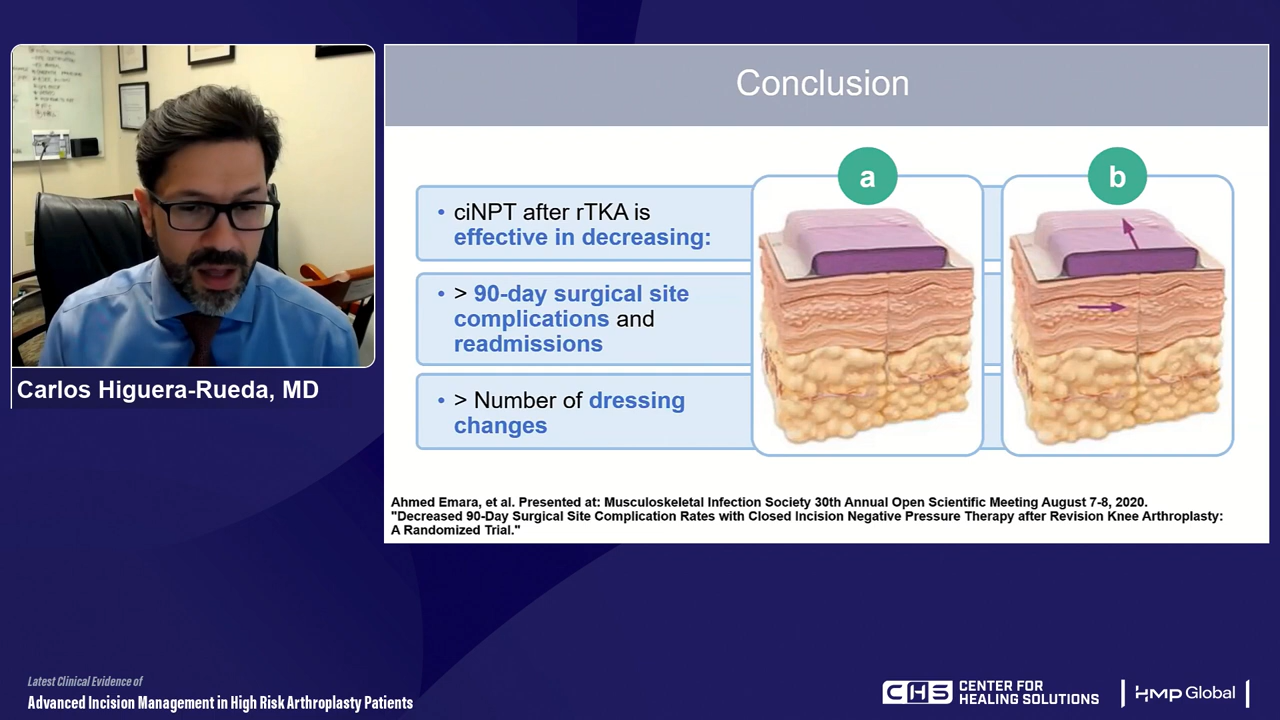 Conclusion
• ciNPT after rTKA is
effective in decreasing:
• > 90-day surgical site
complications and
readmissions
• > Number of dressing
changes
a
b
Ahmed Emara, et al. Presented at: Musculoskeletal Infection Society 30th Annual Open Scientific Meeting August 7-8, 2020.
"Decreased 90-Day Surgical Site Complication Rates with Closed Incision Negative Pressure Therapy after Revision Knee Arthroplasty:
A Randomized Trial."
Carlos Higuera-Rueda, MD
Latest Clinical Evidence of
Advanced Incision Management in High Risk Arthroplasty Patients
CHS CENTER FOR
HEALING SOLUTIONS
HMP Global